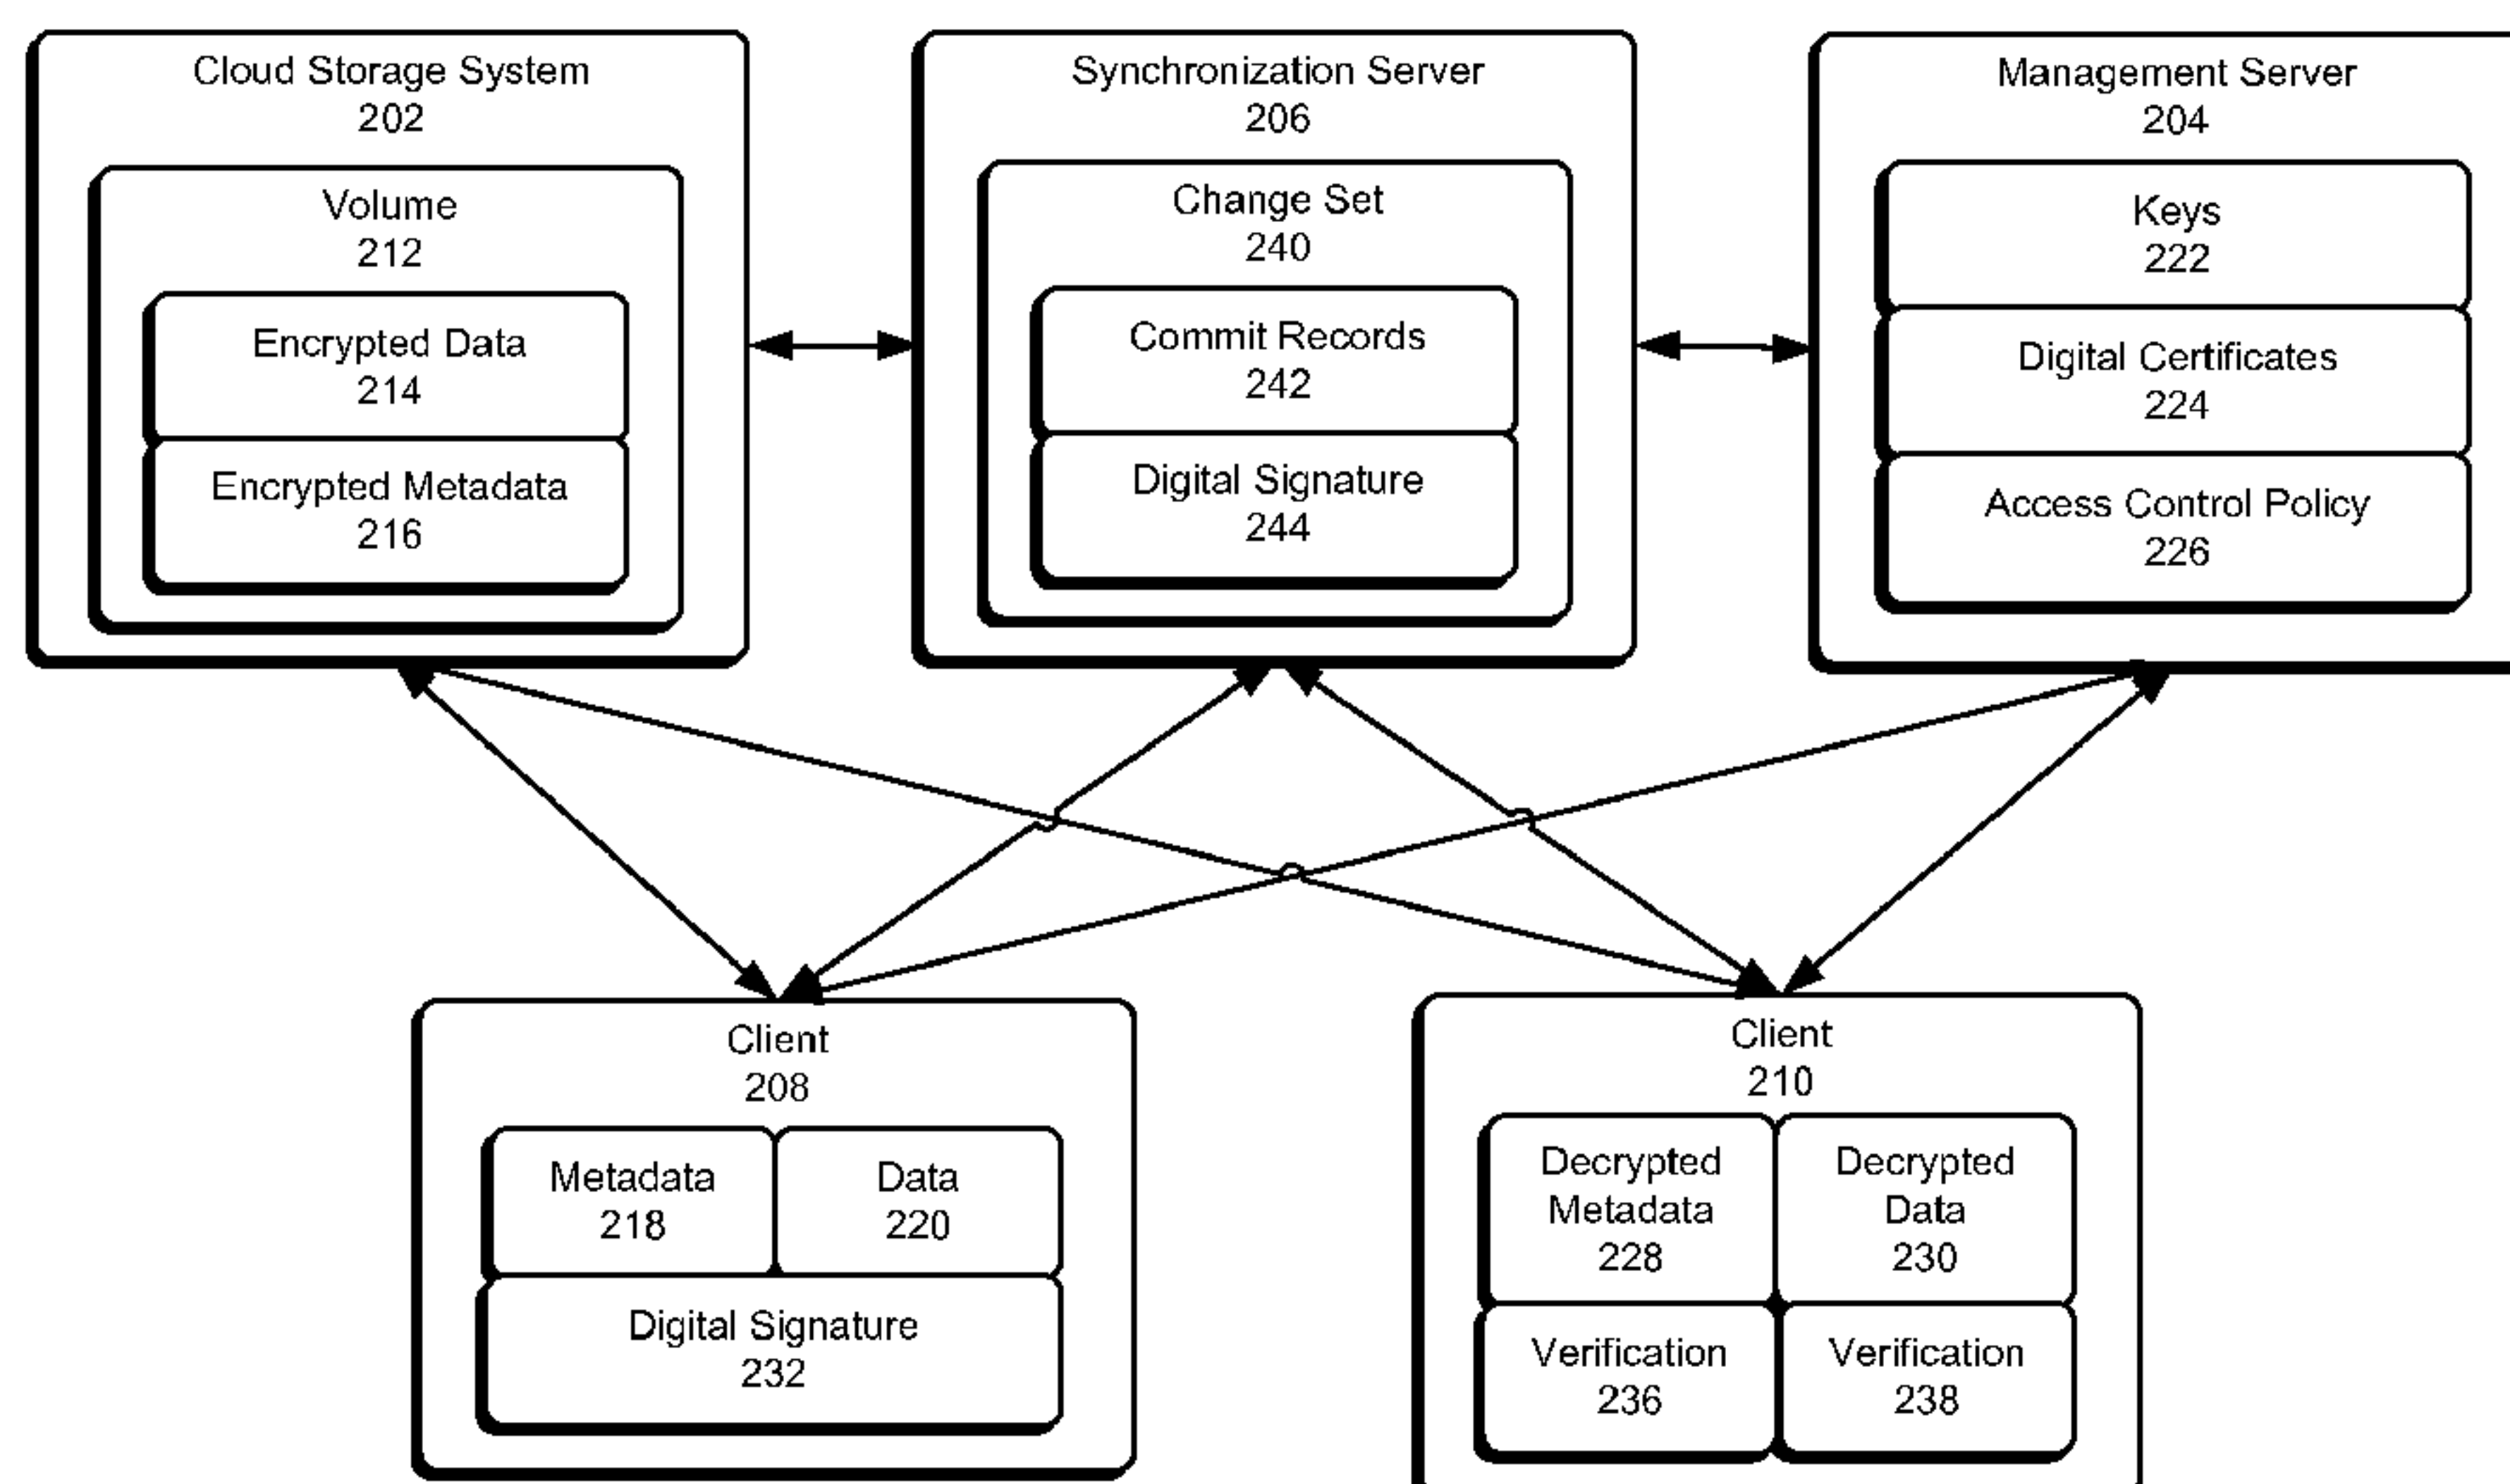 Cloud Storage System
202
Volume
212
Encrypted Data
214
Encrypted Metadata
216
Synchronization Server
206
Change Set
240
Commit Records
242
Digital Signature
244
Management Server
204
Keys
222
Digital Certificates
224
Access Control Policy
226
Client
208
Metadata
218
Data
220
Digital Signature
232
Client
210
Decrypted
Metadata
228
Decrypted
Data
230
Verification
236
Verification
238